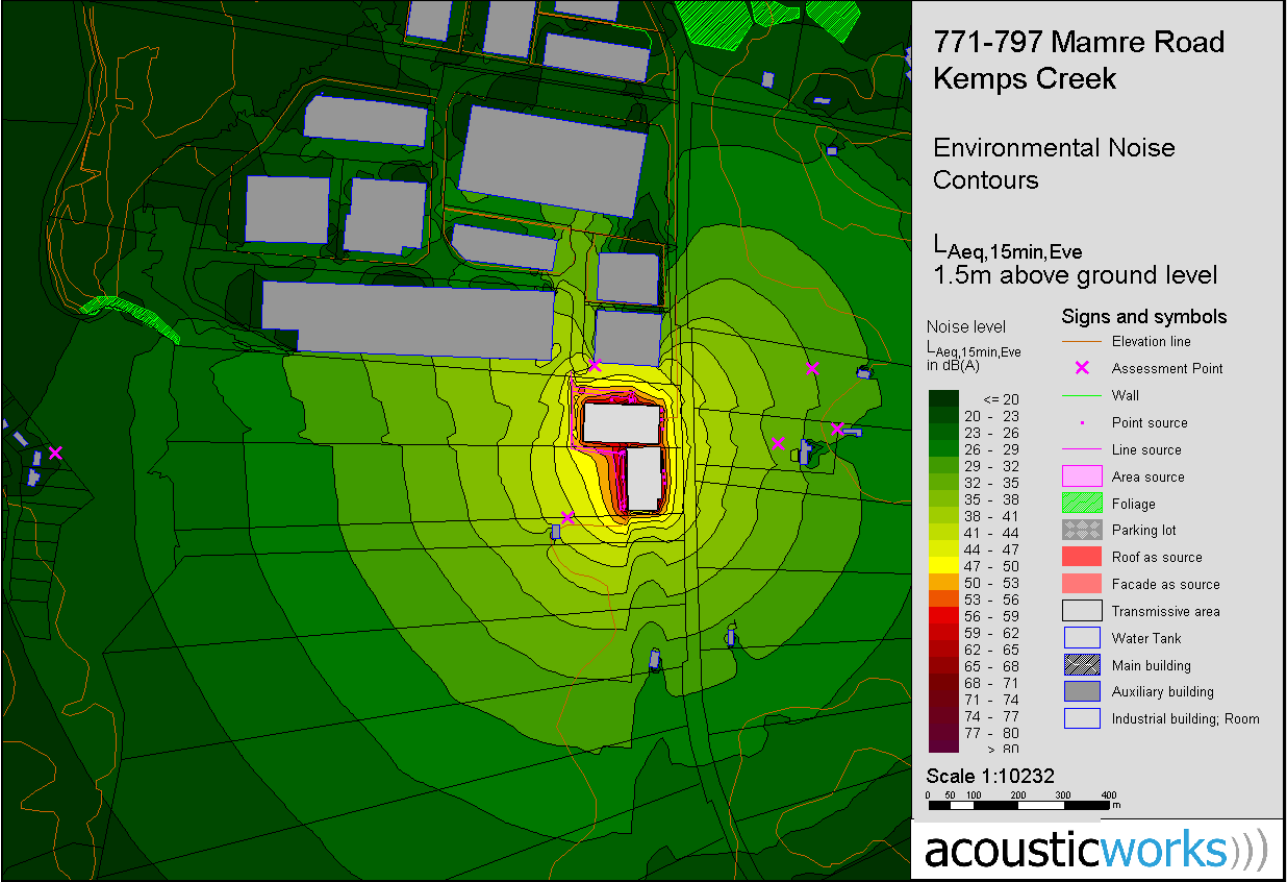 771-797 Mamre Road
Kemps Creek
Environmental Noise
Contours
LAeq,15min,Eve
1.5m above ground level
Noise level
LAeq,15min,Eve
in dB(A)
<= 20
20 - 23
23 - 26
26 - 29
29 - 32
32 - 35
35 - 38
38 - 41
41 - 44
44 - 47
47 - 50
50 - 53
53 - 56
56 - 59
59 - 62
62 - 65
65 - 68
68 - 71
71 - 74
74 - 77
77 - 80
> 80
Signs and symbols
Elevation line
Assessment Point
Wall
Point source
Line source
Area source
Foliage
Parking lot
Roof as source
Facade as source
Transmissive area
Water Tank
Main building
Auxiliary building
Industrial building; Room
Scale 1:10232
0 50 100 200 300 400
m
acousticworks)))